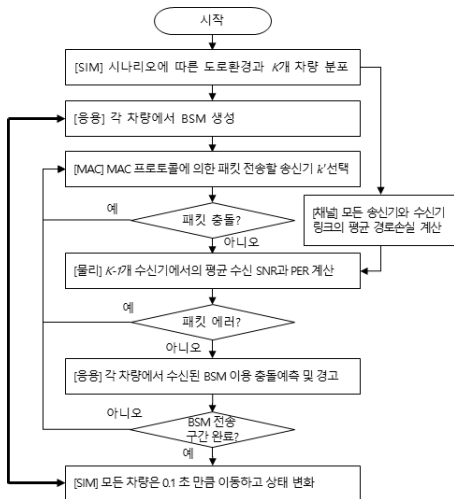 시작
[SIM] 시나리오에 따른 도로환경과 K개 차량 분포
[응용] 각 차량에서 BSM 생성
[MAC] MAC 프로토콜에 의한 패킷 전송할 송신기 k'선택
예
패킷 충돌?
아니오
[채널] 모든 송신기와 수신기
링크의 평균 경로손실 계산
[물리] K-1개 수신기에서의 평균 수신 SNR과 PER 계산
예
패킷 에러?
아니오
[응용] 각 차량에서 수신된 BSM 이용 충돌예측 및 경고
아니오
BSM 전송
구간 완료?
예
[SIM] 모든 차량은 0.1 초 만큼 이동하고 상태 변화